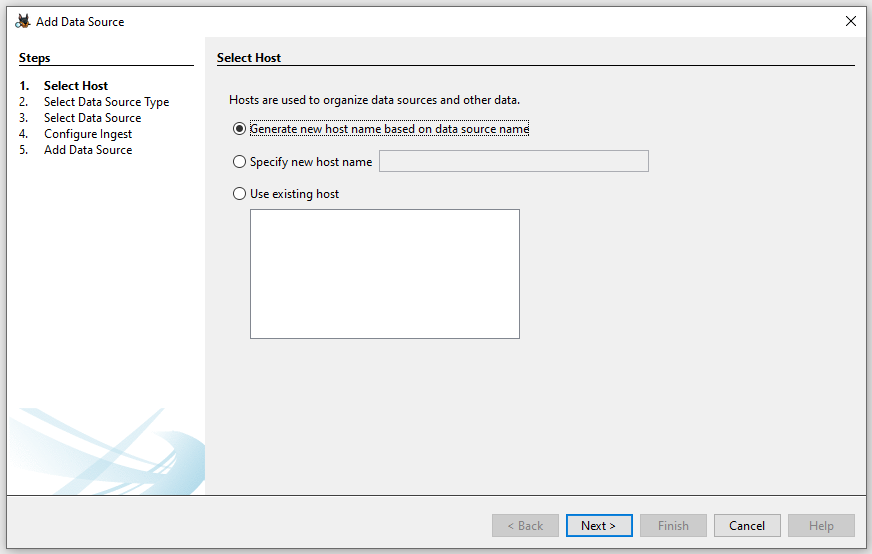 Add Data Source
Steps
1. Select Host
2. Select Data Source Type
3. Select Data Source
4. Configure Ingest
5. Add Data Source
Select Host
Hosts are used to organize data sources and other data.
Generate new host name based on data source name
Specify new host name
Use existing host
< Back
Next >
Finish
Cancel
Help